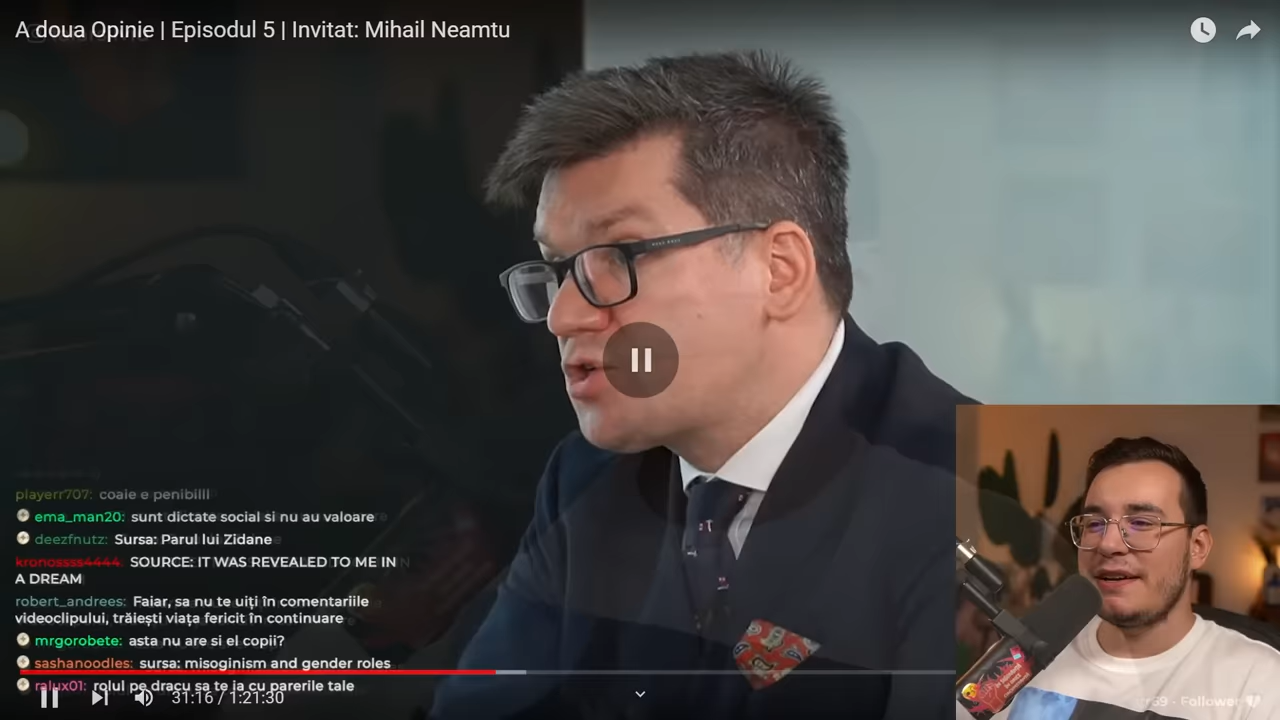 A doua Opinie | Episodul 5 | Invitat: Mihail Neamtu
playerr707: coaie e penibilll
ema_man20: sunt dictate social si nu au valoare
deezfnutz: Sursa: Parul lui Zidane
kronossss4444: SOURCE: IT WAS REVEALED TO ME IN
A DREAM
robert_andrees: Faiar, sa nu te uiți în comentariile
videoclipului, trăiești viața fericit în continuare
mrgorobete: asta nu are si el copii?
sashanoodles: sursa: misoginism and gender roles
ralux01: rolul pe dracu sa te ia cu parerile tale
31:16 / 1:21:30
69 - Follower